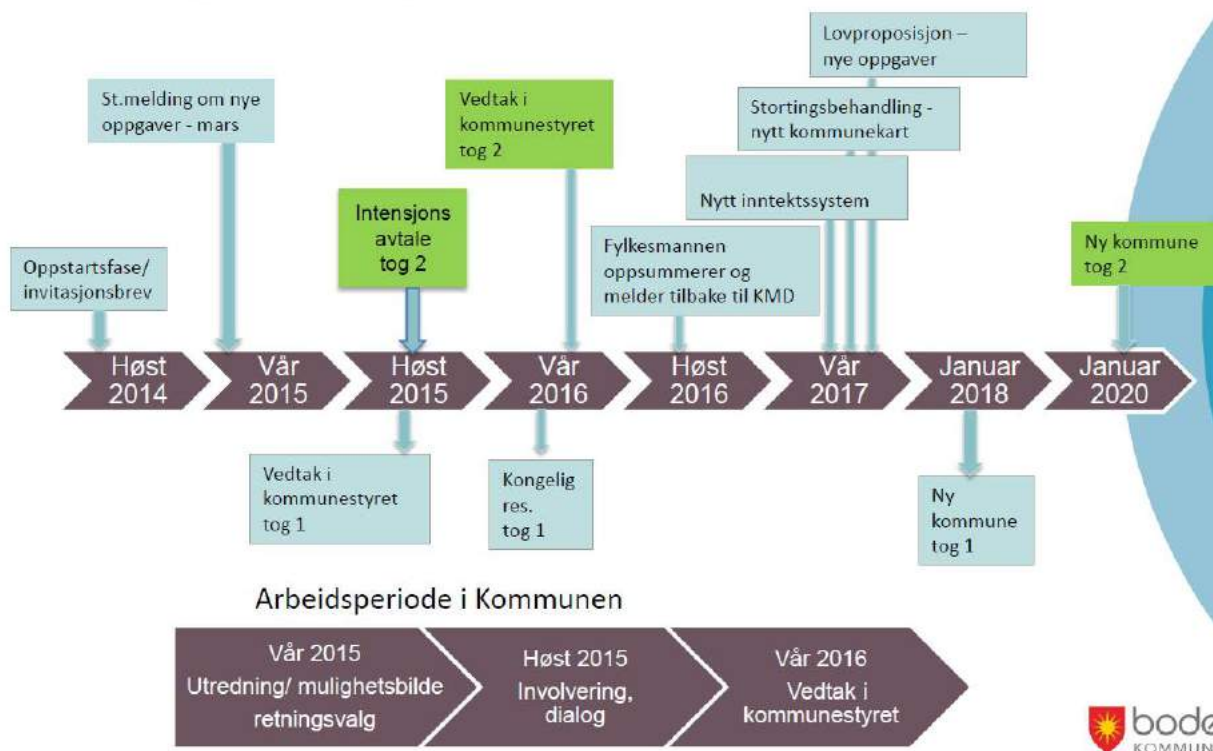 Lovproposisjon –
nye oppgaver
St.melding om nye
oppgaver - mars
Vedtak i
kommunestyret
tog 2
Stortingsbehandling -
nytt kommunekart
Intensjons
avtale
tog 2
Nytt inntektssystem
Oppstartsfase/
invitasjonsbrev
Fylkesmannen
oppsummerer og
melder tilbake til KMD
Ny kommune
tog 2
Høst
2014
Vår
2015
Høst
2015
Vår
2016
Høst
2016
Vår
2017
Januar
2018
Januar
2020
Vedtak i
kommunestyret
tog 1
Kongelig
res.
tog 1
Ny
kommune
tog 1
Arbeidsperiode i Kommunen
Vår 2015
Utredning/ mulighetsbilde
retningsvalg
Høst 2015
Involvering,
dialog
Vår 2016
Vedtak i
kommunestyret